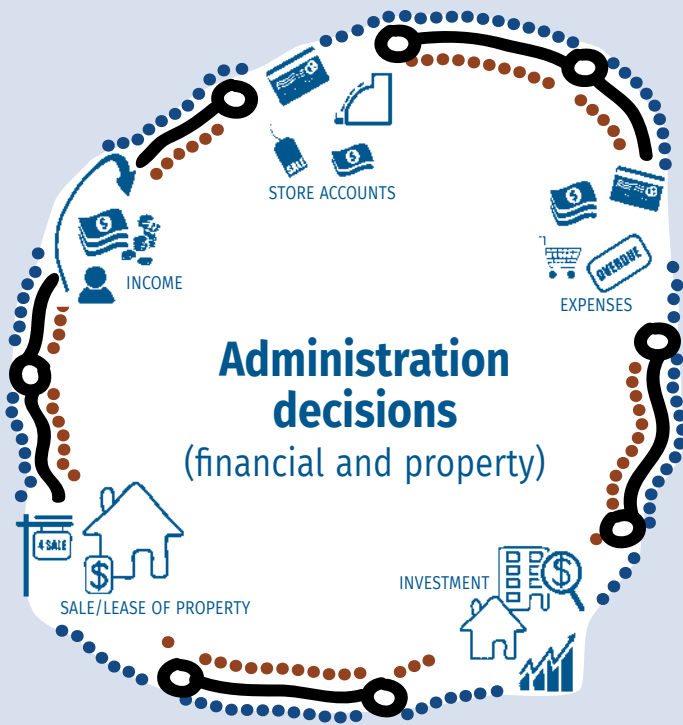 STORE ACCOUNTS
SALE
INCOME
OVERDUE
EXPENSES
Administration
decisions
(financial and property)
4 SALE
$
SALE/LEASE OF PROPERTY
INVESTMENT
$